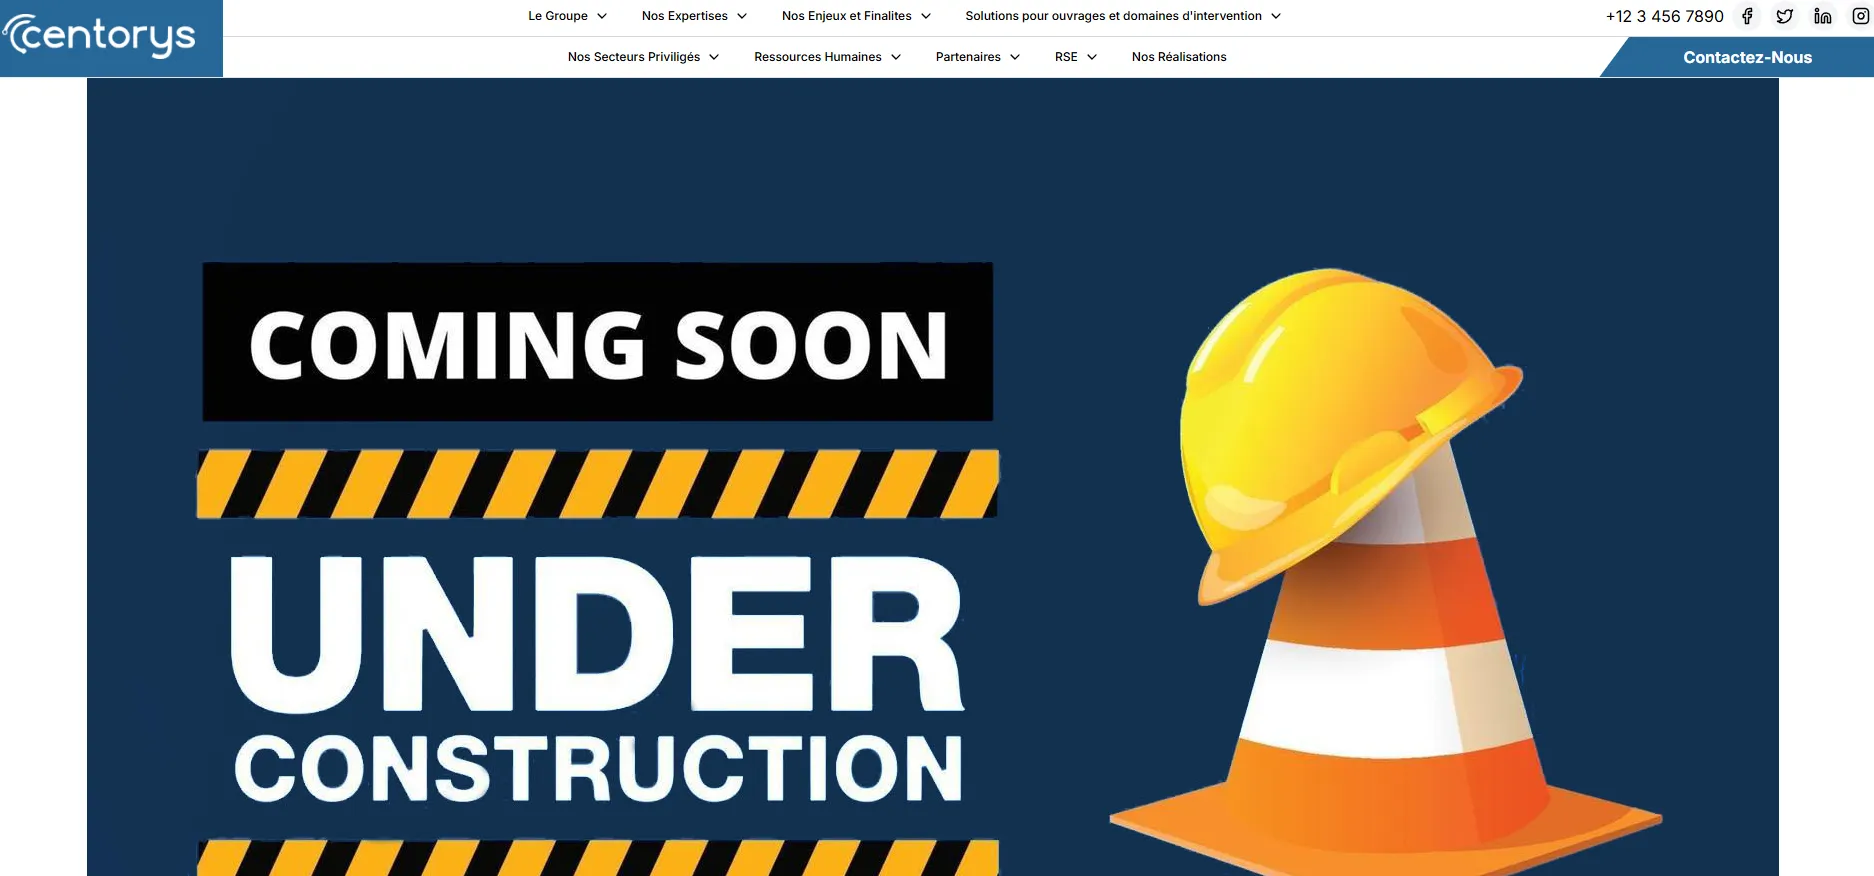 centorys
Le Groupe Nos Expertises Nos Enjeux et Finalites Solutions pour ouvrages et domaines d'intervention
+12 3 456 7890
Nos Secteurs Priviligés Ressources Humaines Partenaires RSE Nos Réalisations
Contactez-Nous
COMING SOON
UNDER
CONSTRUCTION